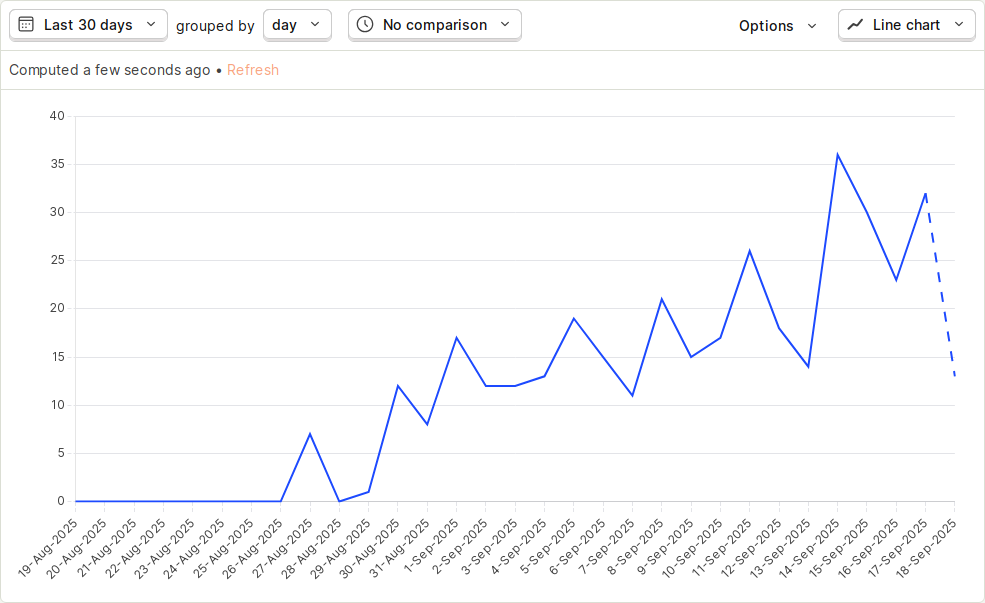 Last 30 days grouped by day No comparison Options Line chart
Computed a few seconds ago • Refresh
40
35
30
25
20
15
10
5
0
19-Aug-2025
20-Aug-2025
21-Aug-2025
22-Aug-2025
23-Aug-2025
24-Aug-2025
25-Aug-2025
26-Aug-2025
27-Aug-2025
28-Aug-2025
29-Aug-2025
30-Aug-2025
31-Aug-2025
1-Sep-2025
2-Sep-2025
3-Sep-2025
4-Sep-2025
5-Sep-2025
6-Sep-2025
7-Sep-2025
8-Sep-2025
9-Sep-2025
10-Sep-2025
11-Sep-2025
12-Sep-2025
13-Sep-2025
14-Sep-2025
15-Sep-2025
16-Sep-2025
17-Sep-2025
18-Sep-2025